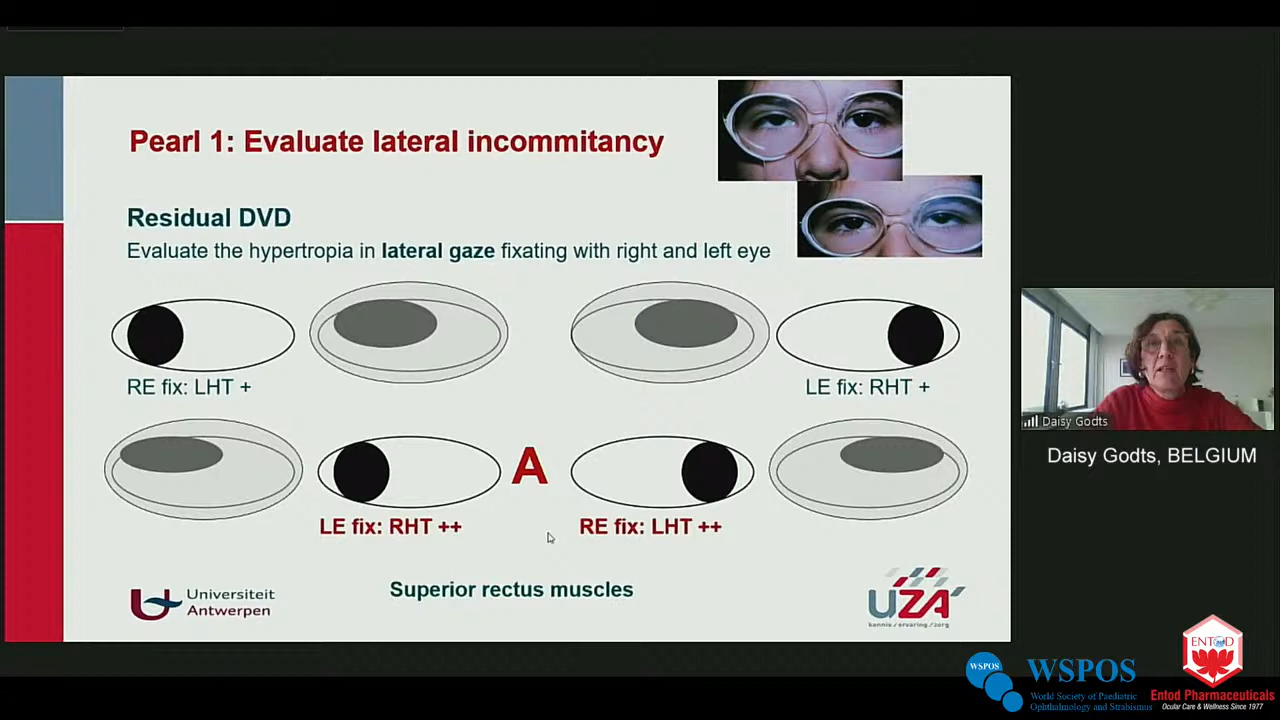 Pearl 1: Evaluate lateral incommitancy
Residual DVD
Evaluate the hypertropia in lateral gaze fixating with right and left eye
RE fix: LHT +
LE fix: RHT +
A
LE fix: RHT ++
RE fix: LHT ++
Superior rectus muscles
Universiteit
Antwerpen
UZA
kennis / ervaring / zorg
Daisy Godts
Daisy Godts, BELGIUM
WSPOS
WSPOS
World Society of Paediatric
Ophthalmology and Strabismus
ENTOD
Entod Pharmaceuticals
Ocular Care & Wellness Since 1977